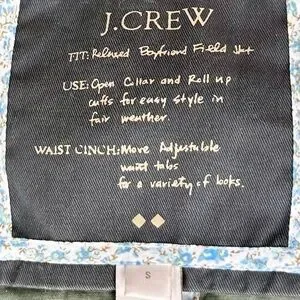 J.CREW
FIT: Relaxed Boyfriend Field Jkt
USE: Open Collar and Roll up
cuffs for easy style in
fair weather.
WAIST CINCH: Move Adjustable
waist tabs
for a variety of looks.
S